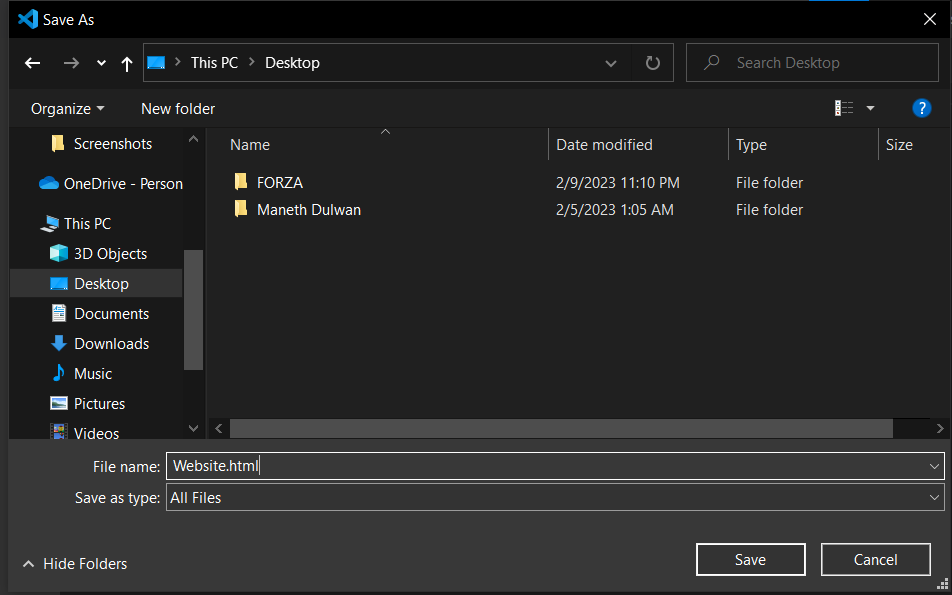 Save As
This PC > Desktop
Search Desktop
Organize
New folder
?
Screenshots
OneDrive - Person
This PC
3D Objects
Desktop
Documents
Downloads
Music
Pictures
Videos
Name Date modified Type Size
FORZA 2/9/2023 11:10 PM File folder
Maneth Dulwan 2/5/2023 1:05 AM File folder
File name: Website.html
Save as type: All Files
Hide Folders
Save
Cancel